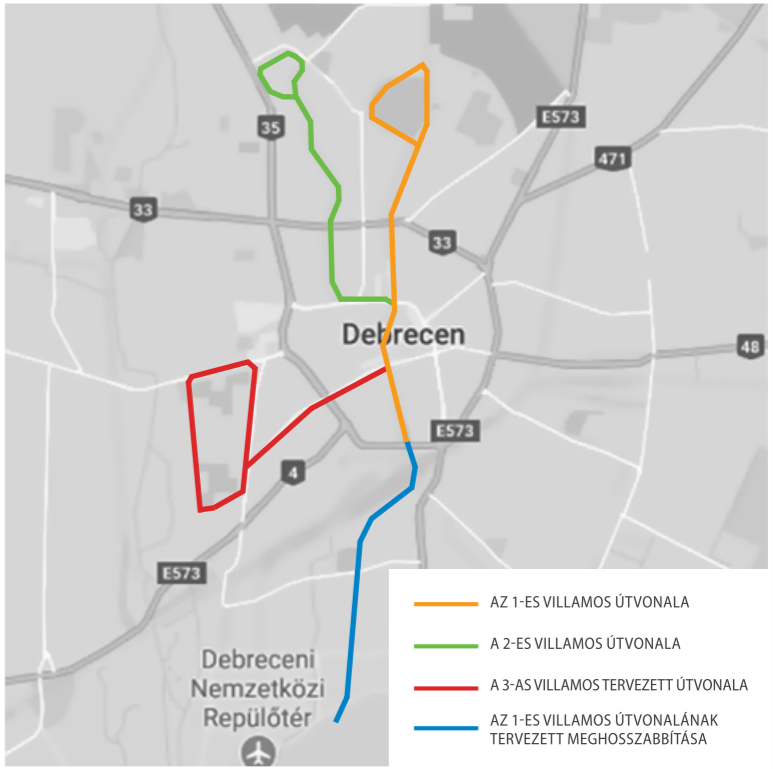 E573
35
471
33
33
Debrecen
48
E573
4
E573
Debreceni
Nemzetközi
Repülőtér
AZ 1-ES VILLAMOS ÚTVONALA
A 2-ES VILLAMOS ÚTVONALA
A 3-AS VILLAMOS TERVEZETT ÚTVONALA
AZ 1-ES VILLAMOS ÚTVONALÁNAK
TERVEZETT MEGHOSSZABBÍTÁSA